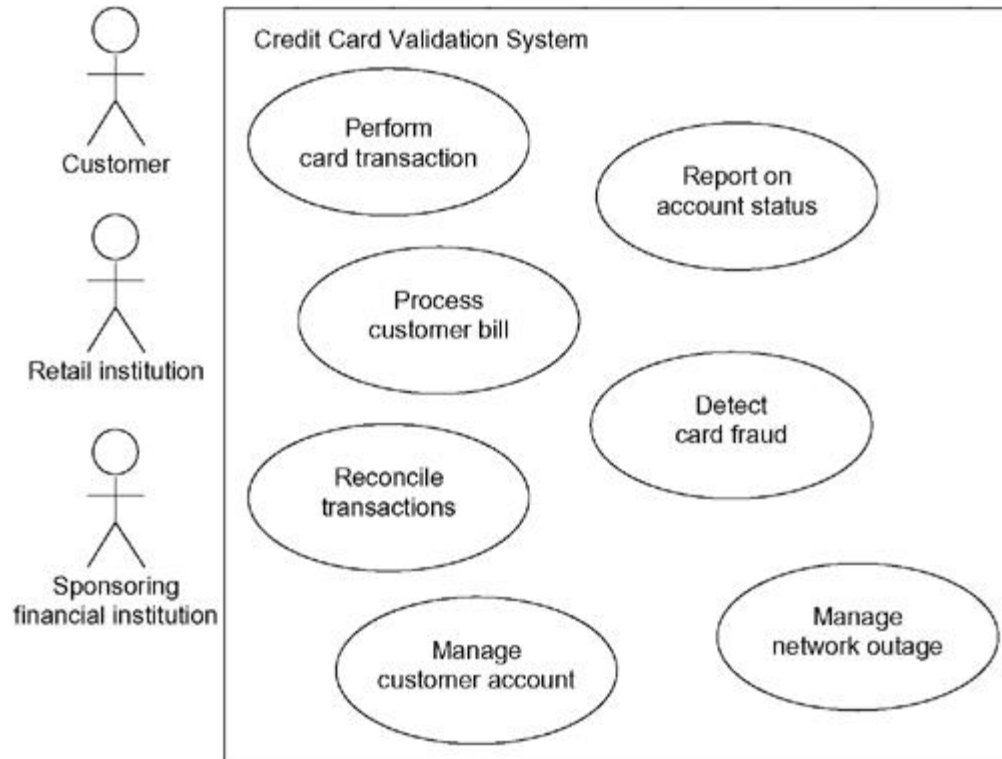 Credit Card Validation System
Customer
Retail institution
Sponsoring
financial institution
Perform
card transaction
Report on
account status
Process
customer bill
Detect
card fraud
Reconcile
transactions
Manage
network outage
Manage
customer account